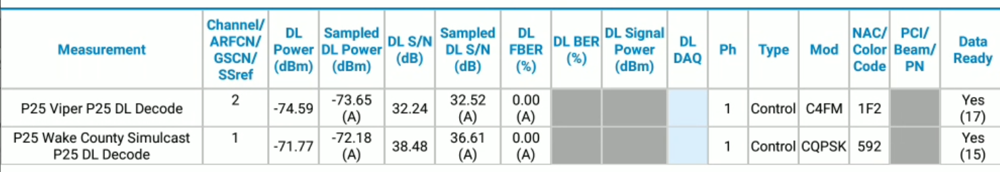 Measurement
Channel/
ARFCN/
GSCN/
SSref
DL
Power
(dBm)
Sampled
DL Power
(dBm)
DL S/N
(dB)
Sampled
DL S/N
(dB)
DL
FBER
(%)
DL BER
(%)
DL Signal
Power
(dBm)
DL
DAQ
Ph
Type
Mod
NAC/
Color
Code
PCI/
Beam/
PN
Data
Ready
P25 Viper P25 DL Decode
2
-74.59
-73.65
(A)
32.24
32.52
(A)
0.00
(A)
1
Control
C4FM
1F2
Yes
(17)
P25 Wake County Simulcast
P25 DL Decode
1
-71.77
-72.18
(A)
38.48
36.61
(A)
0.00
(A)
1
Control
CQPSK
592
Yes
(15)